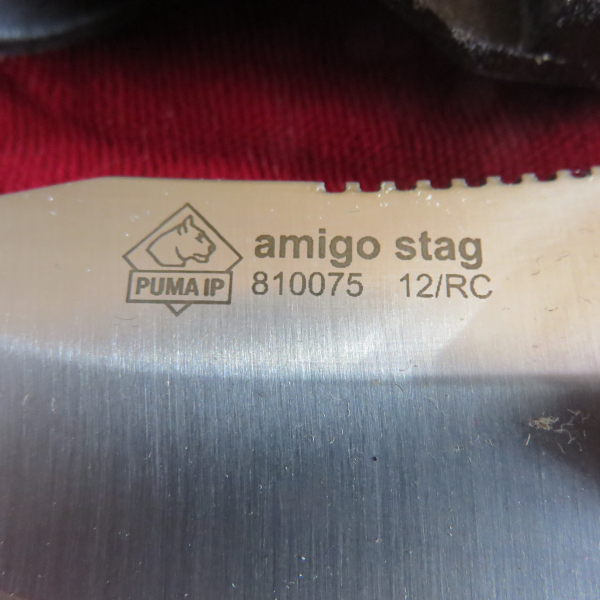 amigo stag
PUMA IP 810075 12/RC